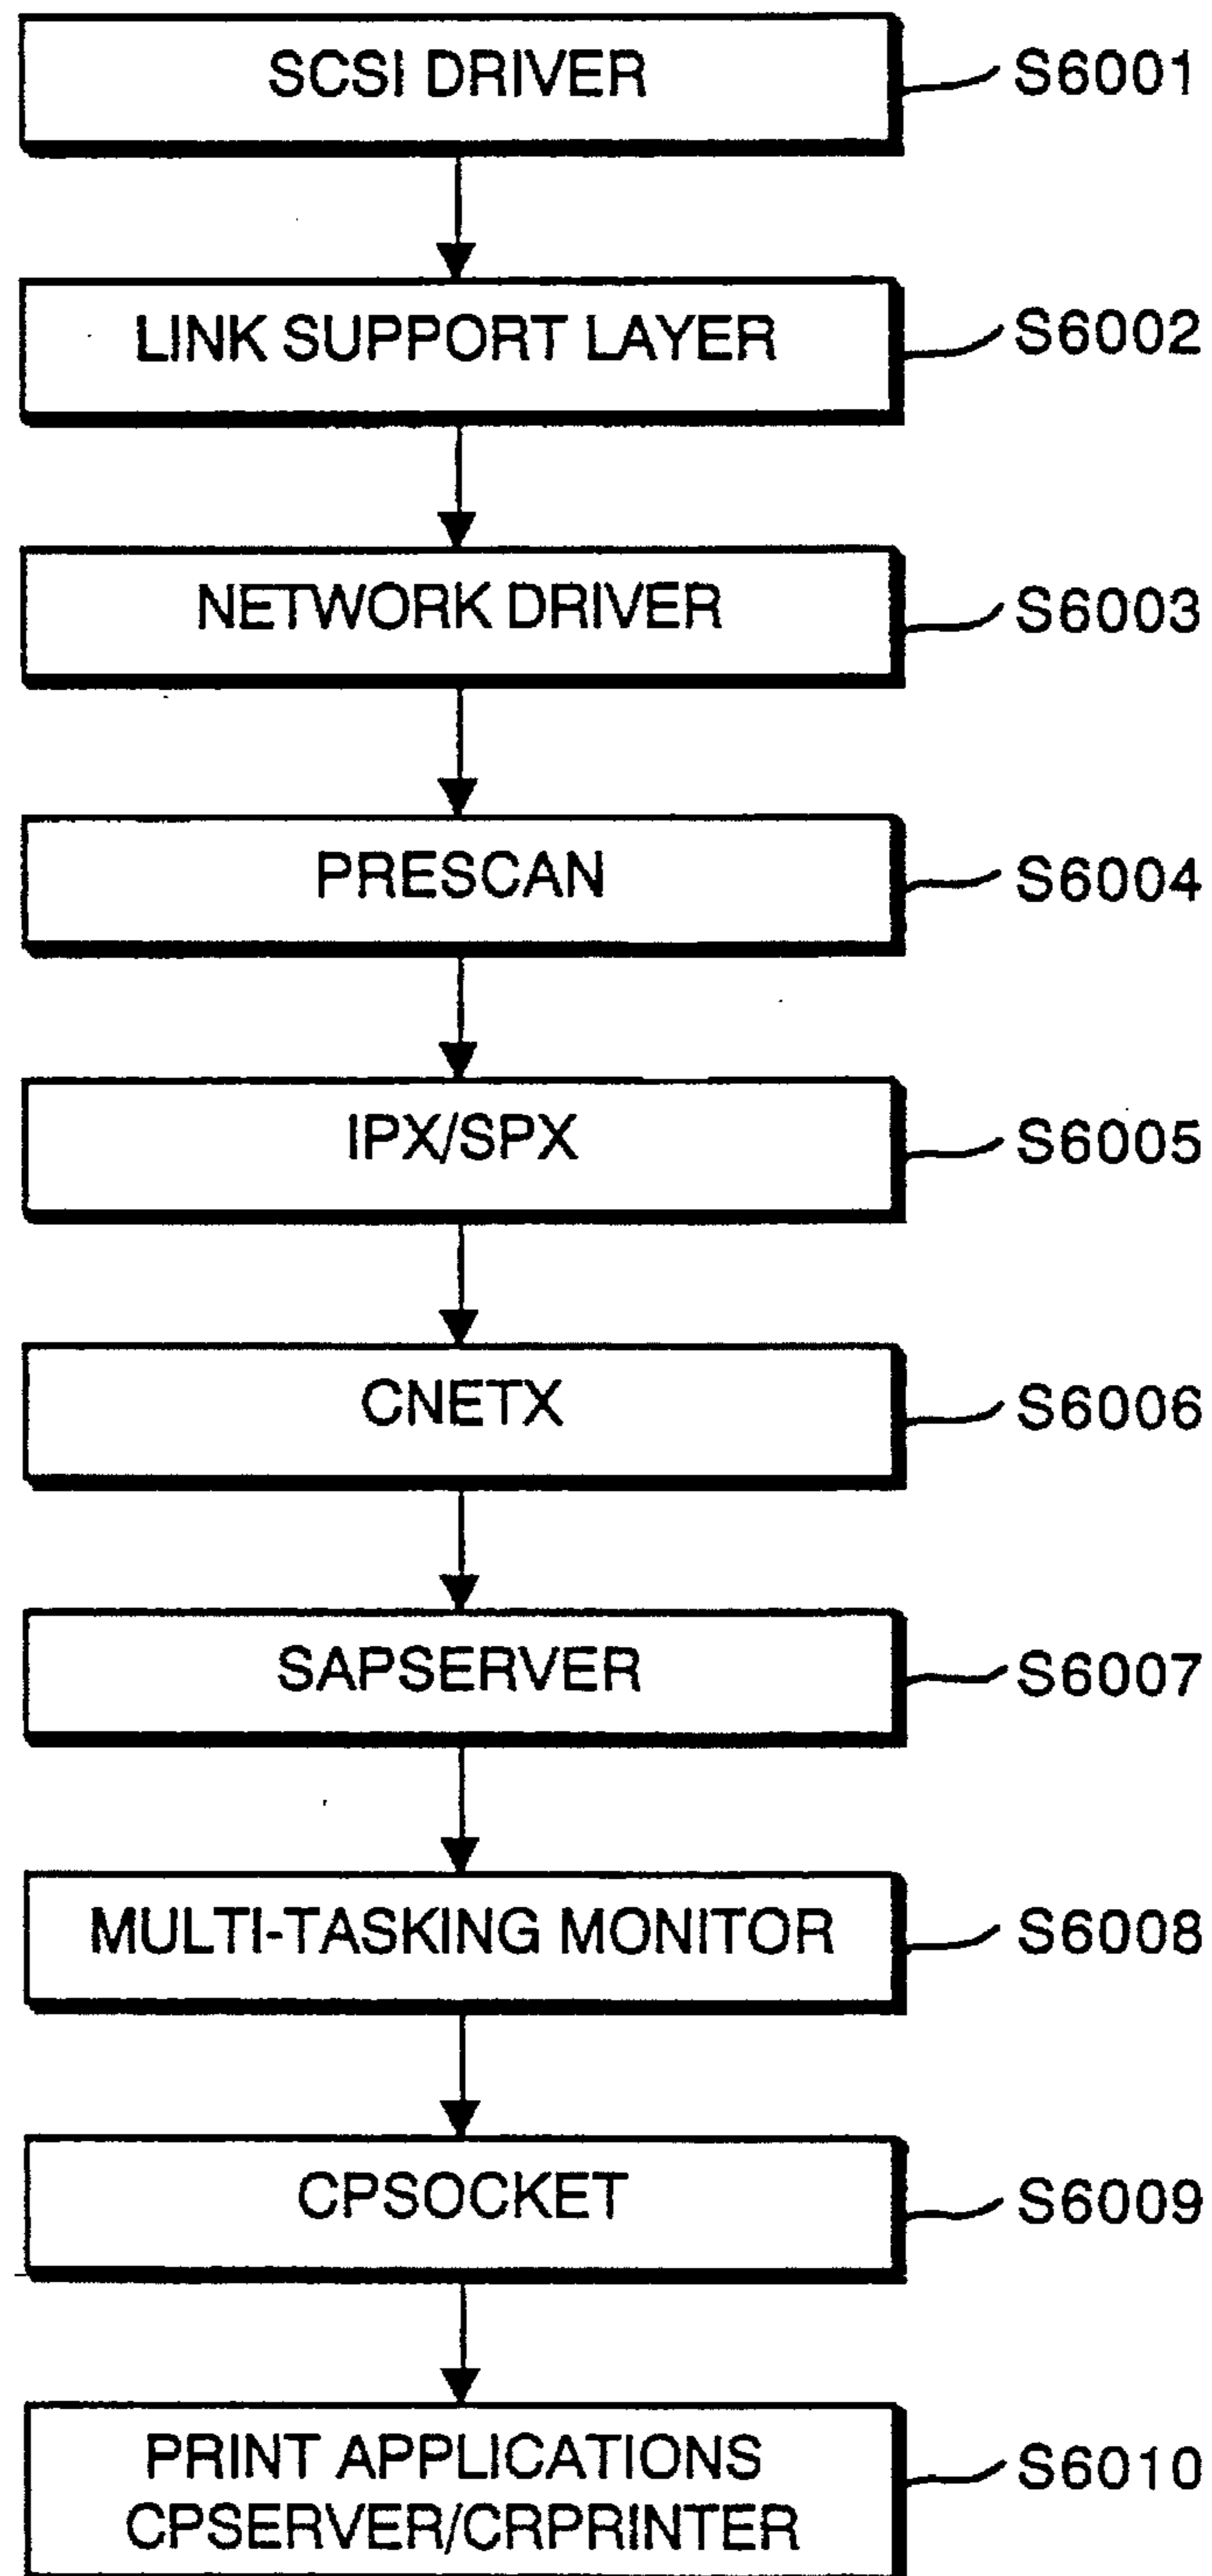 SCSI DRIVER
S6001
LINK SUPPORT LAYER
S6002
NETWORK DRIVER
S6003
PRESCAN
S6004
IPX/SPX
S6005
CNETX
S6006
SAPSERVER
S6007
MULTI-TASKING MONITOR
S6008
CPSOCKET
S6009
PRINT APPLICATIONS
CPSERVER/CRPRINTER
S6010